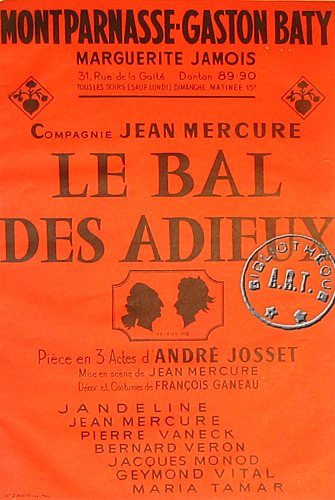 MONTPARNASSE-GASTON BATY
MARGUERITE JAMOIS
31, Rue de la Gaîté Danton 89-90
TOUS LES SOIRS (SAUF LUNDI) DIMANCHE MATINÉE 15H
COMPAGNIE JEAN MERCURE
LE BAL
DES ADIEUX
BIBLIOTHÈQUE
A.R.T.
Pièce en 3 Actes d'ANDRÉ JOSSET
Mise en scène de JEAN MERCURE
Décor et Costumes de FRANÇOIS GANEAU
JANDELINE
JEAN MERCURE
PIERRE VANECK
BERNARD VERON
JACQUES MONOD
GEYMOND VITAL
MARIA TAMAR